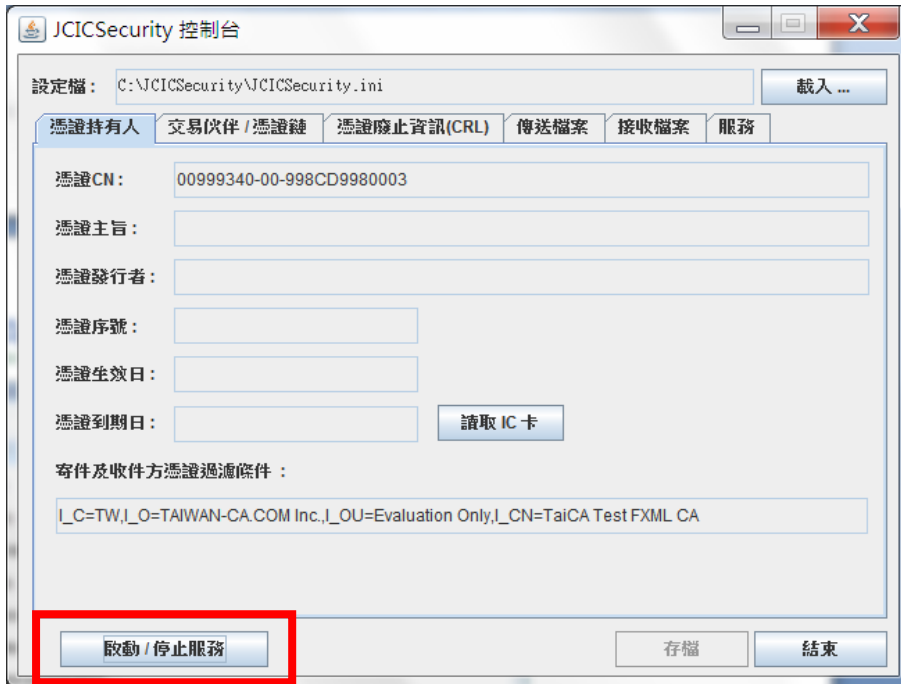 JCICSecurity 控制台
設定檔： C:\JCICSecurity\JCICSecurity.ini 載入 ...
憑證持有人 交易伙伴 / 憑證鏈 憑證廢止資訊(CRL) 傳送檔案 接收檔案 服務
憑證CN： 00999340-00-998CD9980003
憑證主旨：
憑證發行者：
憑證序號：
憑證生效日：
憑證到期日： 讀取 IC 卡
寄件及收件方憑證過濾條件 ：
I_C=TW,I_O=TAIWAN-CA.COM Inc.,I_OU=Evaluation Only,I_CN=TaiCA Test FXML CA
啟動 / 停止服務 存檔 結束